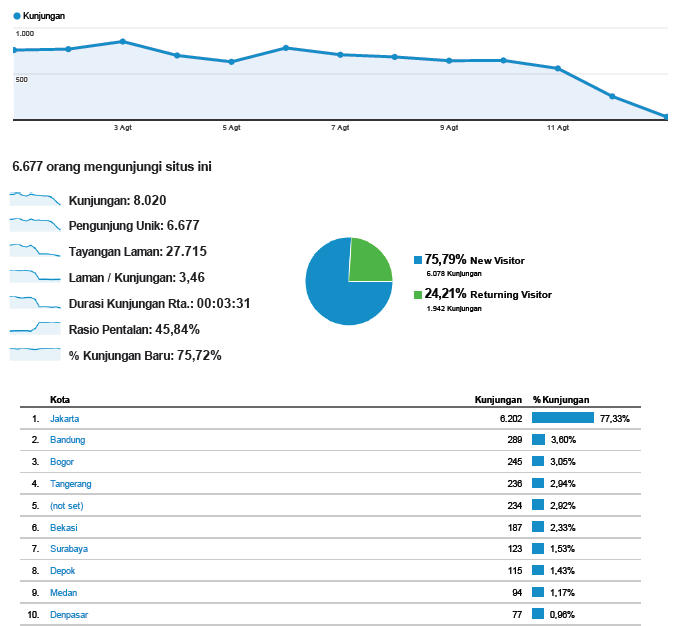 Kunjungan
1.000
500
3 Agt 5 Agt 7 Agt 9 Agt 11 Agt
6.677 orang mengunjungi situs ini
Kunjungan: 8.020
Pengunjung Unik: 6.677
Tayangan Laman: 27.715
Laman / Kunjungan: 3,46
Durasi Kunjungan Rta.: 00:03:31
Rasio Pentalan: 45,84%
% Kunjungan Baru: 75,72%
75,79% New Visitor
6.078 Kunjungan
24,21% Returning Visitor
1.942 Kunjungan
Kota Kunjungan % Kunjungan
1. Jakarta 6.202 77,33%
2. Bandung 289 3,60%
3. Bogor 245 3,05%
4. Tangerang 236 2,94%
5. (not set) 234 2,92%
6. Bekasi 187 2,33%
7. Surabaya 123 1,53%
8. Depok 115 1,43%
9. Medan 94 1,17%
10. Denpasar 77 0,96%